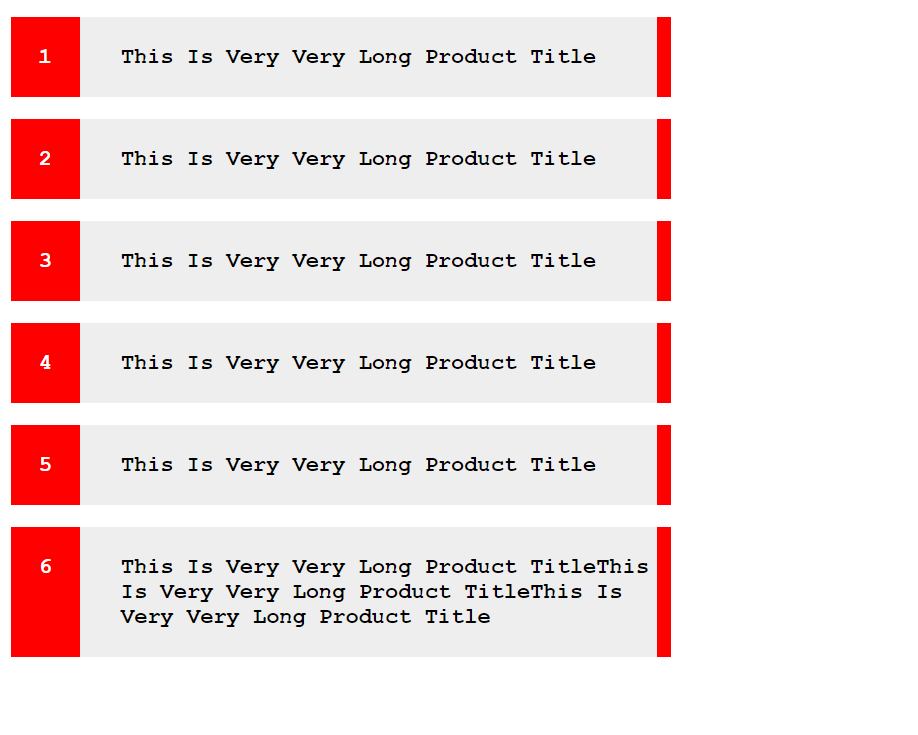 1 This Is Very Very Long Product Title
2 This Is Very Very Long Product Title
3 This Is Very Very Long Product Title
4 This Is Very Very Long Product Title
5 This Is Very Very Long Product Title
6 This Is Very Very Long Product TitleThis
Is Very Very Long Product TitleThis Is
Very Very Long Product Title